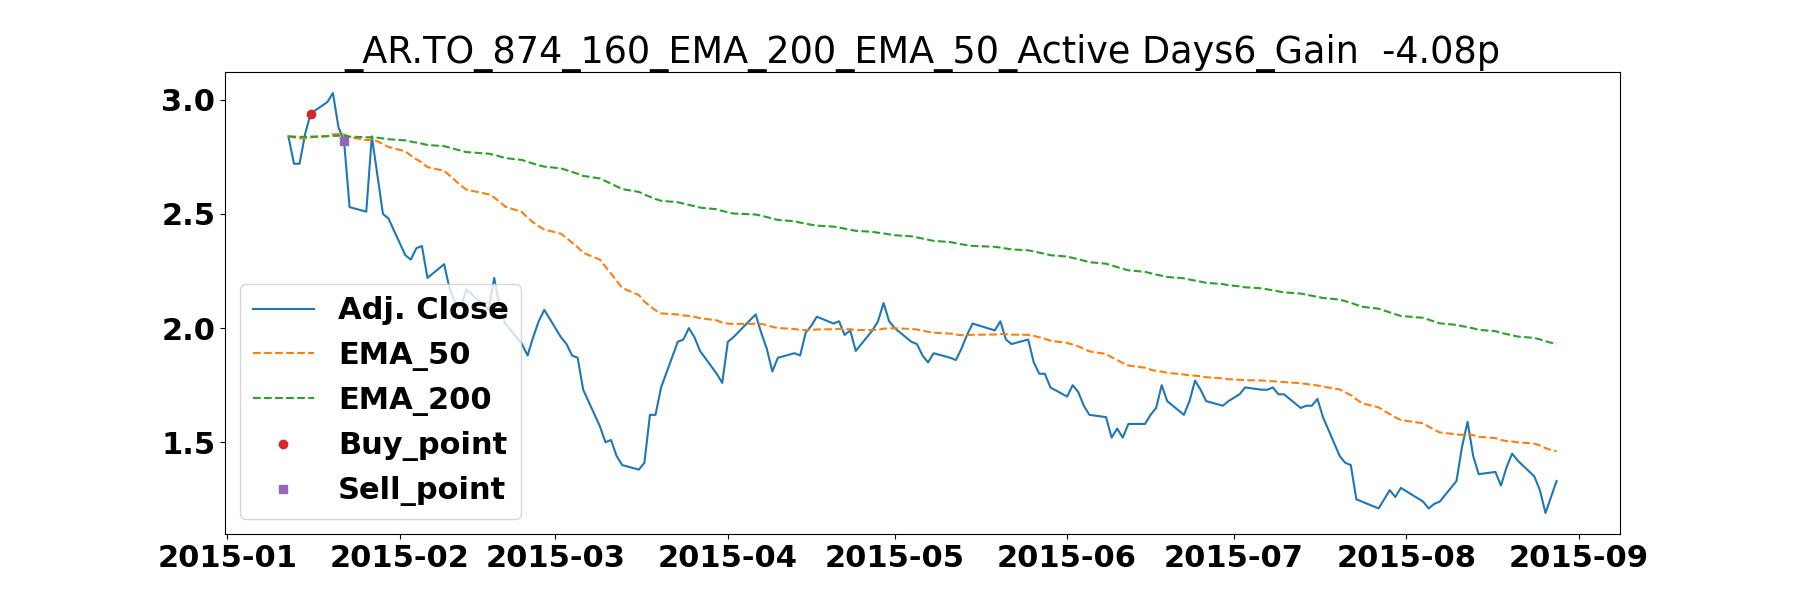 _AR.TO_874_160_EMA_200_EMA_50_Active Days6_Gain  -4.08p
3.0
2.5
2.0
1.5
Adj. Close
EMA_50
EMA_200
Buy_point
Sell_point
2015-01 2015-02 2015-03 2015-04 2015-05 2015-06 2015-07 2015-08 2015-09